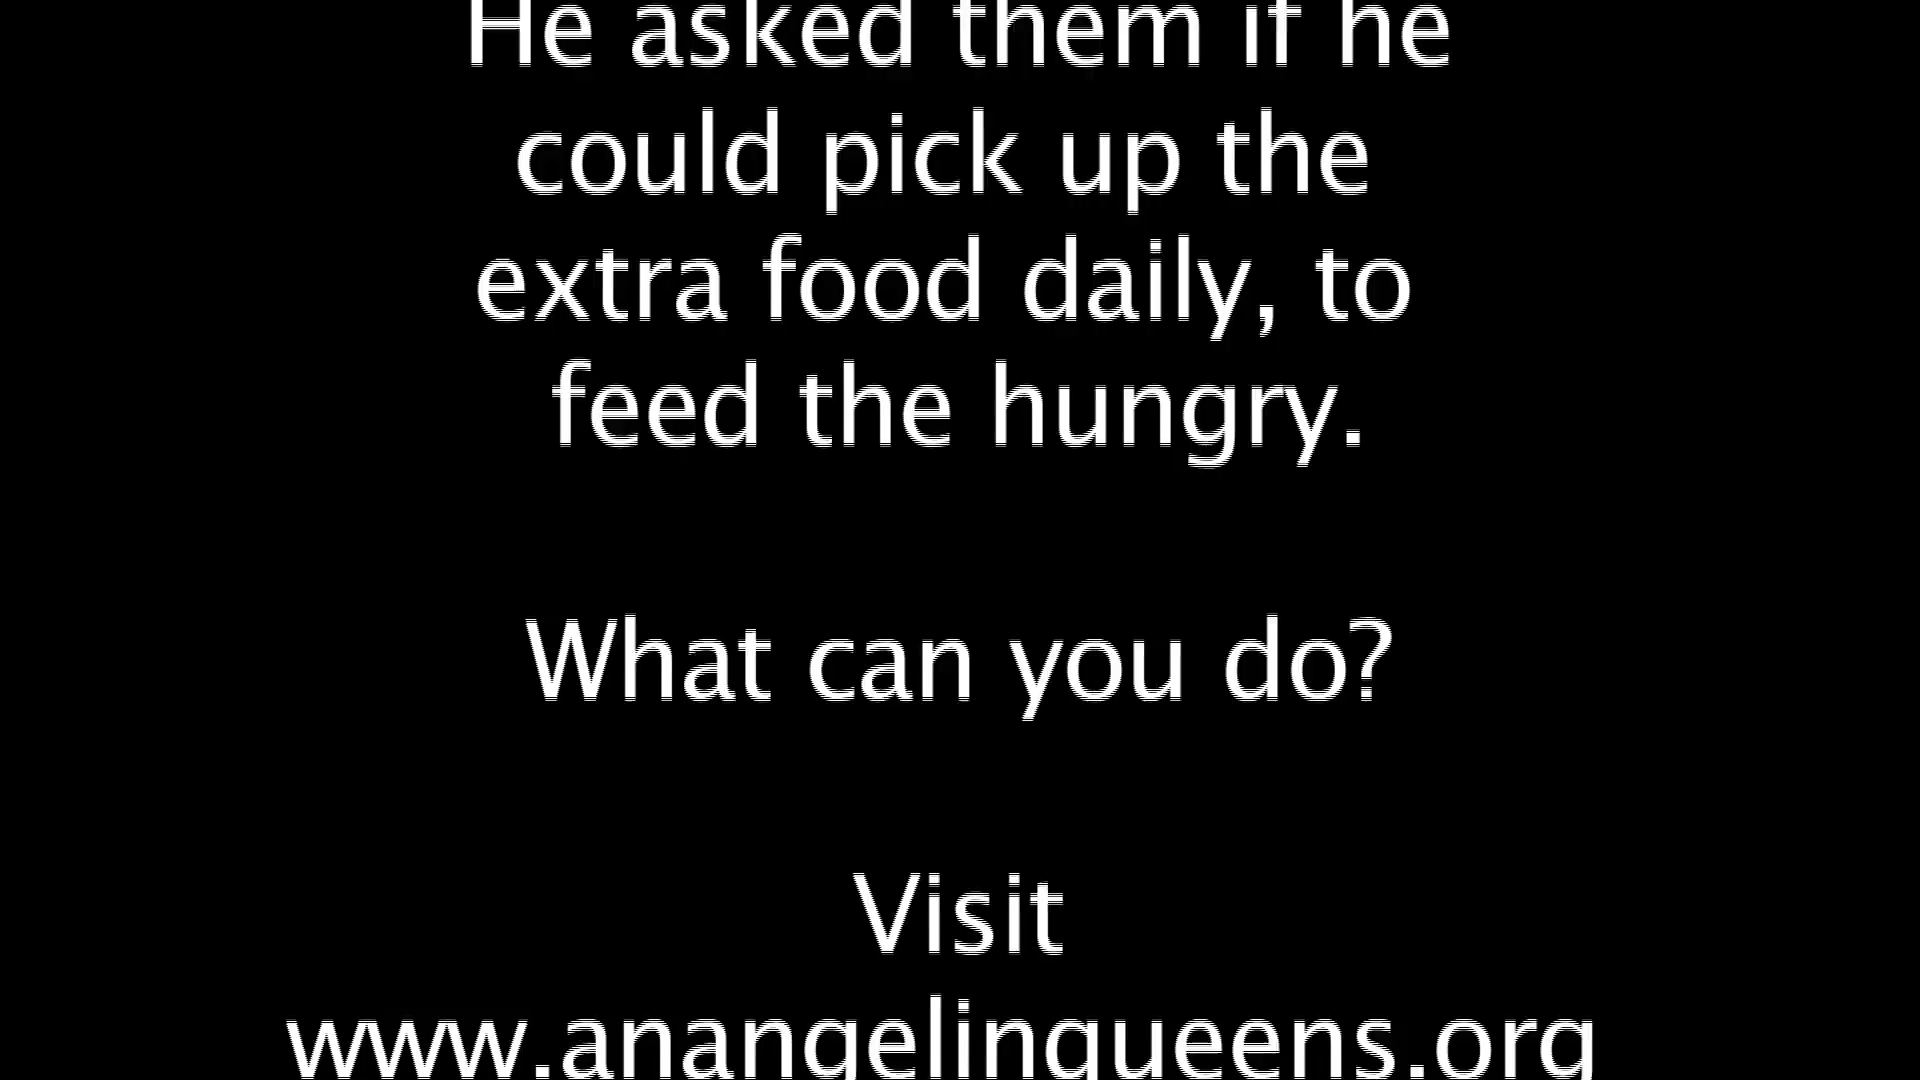 He asked them if he
could pick up the
extra food daily, to
feed the hungry.
What can you do?
Visit
www.anangelinqueens.org